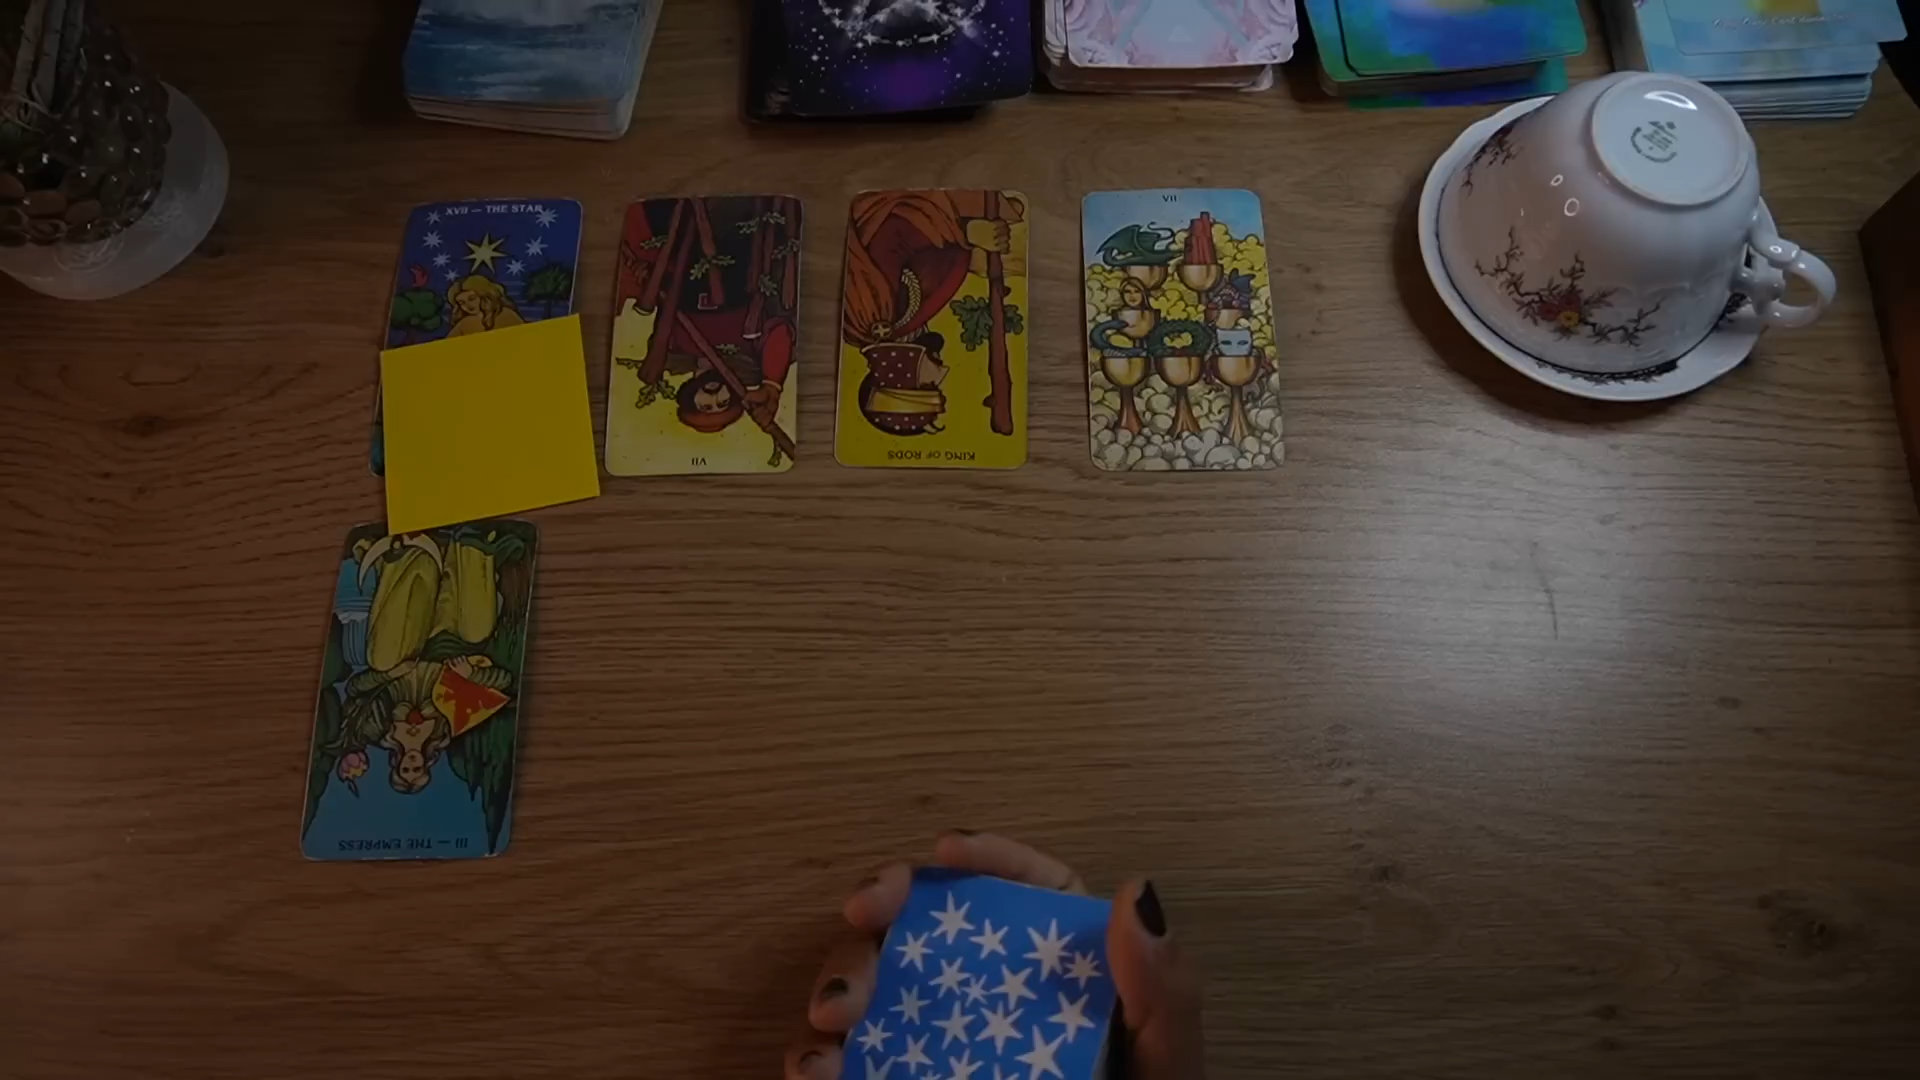 XVII — THE STAR
VII
KING OF RODS
VII
III — THE EMPRESS